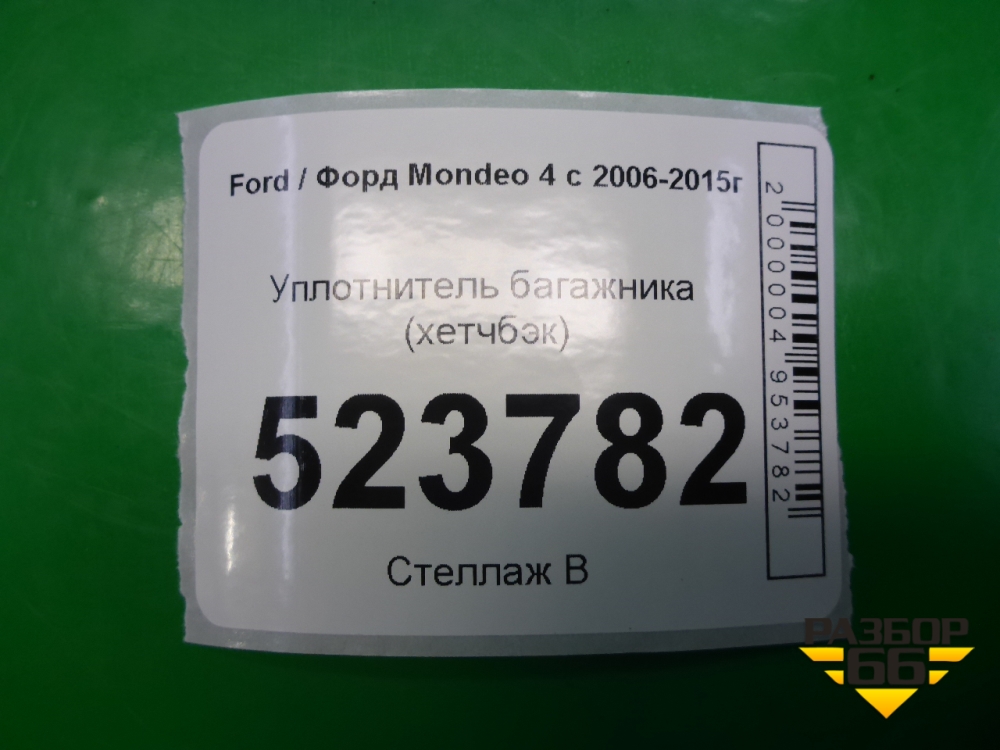 Ford / Форд Mondeo 4 с 2006-2015г
Уплотнитель багажника
(хетчбэк)
523782
Стеллаж В
2000004953782
РАЗБОР
66